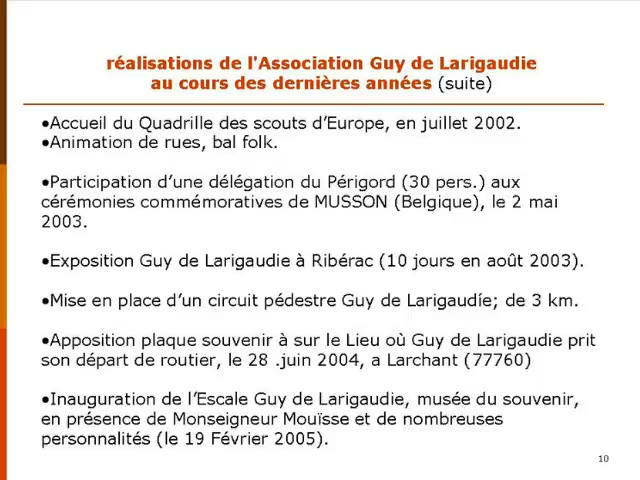 réalisations de l'Association Guy de Larigaudie
au cours des dernières années (suite)
•Accueil du Quadrille des scouts d’Europe, en juillet 2002.
•Animation de rues, bal folk.
•Participation d’une délégation du Périgord (30 pers.) aux
cérémonies commémoratives de MUSSON (Belgique), le 2 mai
2003.
•Exposition Guy de Larigaudie à Ribérac (10 jours en août 2003).
•Mise en place d’un circuit pédestre Guy de Larigaudíe; de 3 km.
•Apposition plaque souvenir à sur le Lieu où Guy de Larigaudie prit
son départ de routier, le 28 .juin 2004, a Larchant (77760)
•Inauguration de l’Escale Guy de Larigaudie, musée du souvenir,
en présence de Monseigneur Mouïsse et de nombreuses
personnalités (le 19 Février 2005).
10